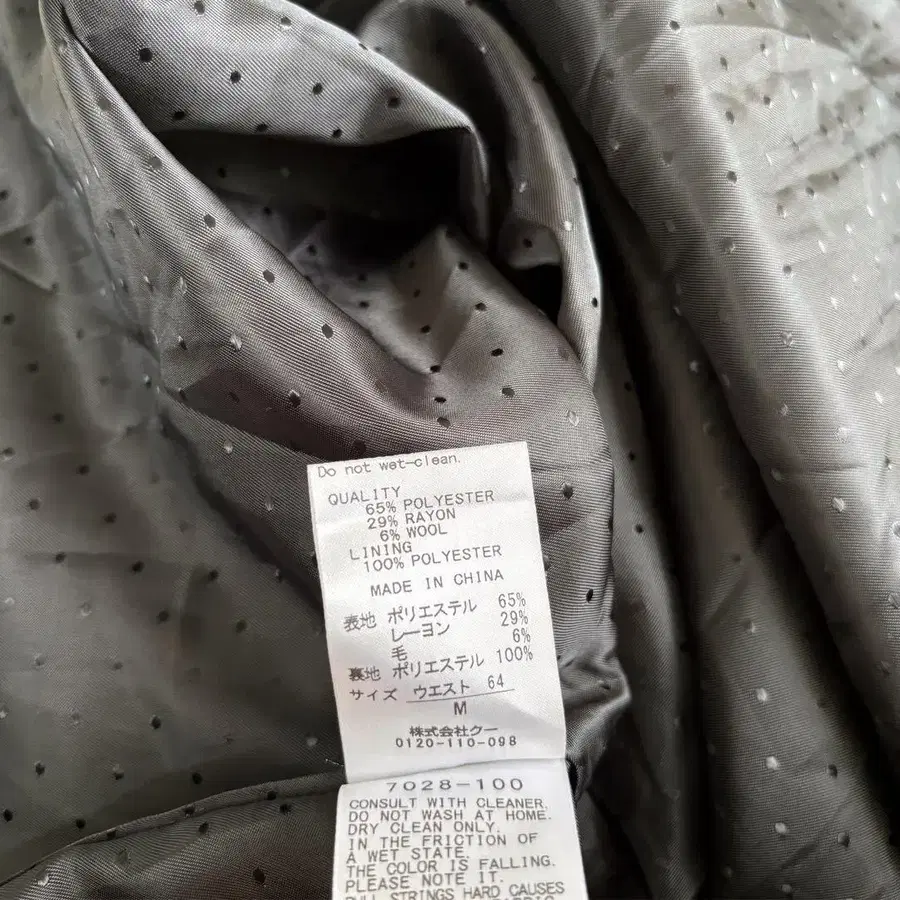 Do not wet-clean.
QUALITY
65% POLYESTER
29% RAYON
6% WOOL
LINING
100% POLYESTER
MADE IN CHINA
表地 ポリエステル 65%
レーヨン 29%
毛 6%
裏地 ポリエステル 100%
サイズ ウエスト 64
M
株式会社クー
0120-110-098
7028-100
CONSULT WITH CLEANER.
DO NOT WASH AT HOME.
DRY CLEAN ONLY.
IN THE FRICTION OF
A WET STATE.
THE COLOR IS FALLING.
PLEASE NOTE IT.
STRINGS HARD CAUSES